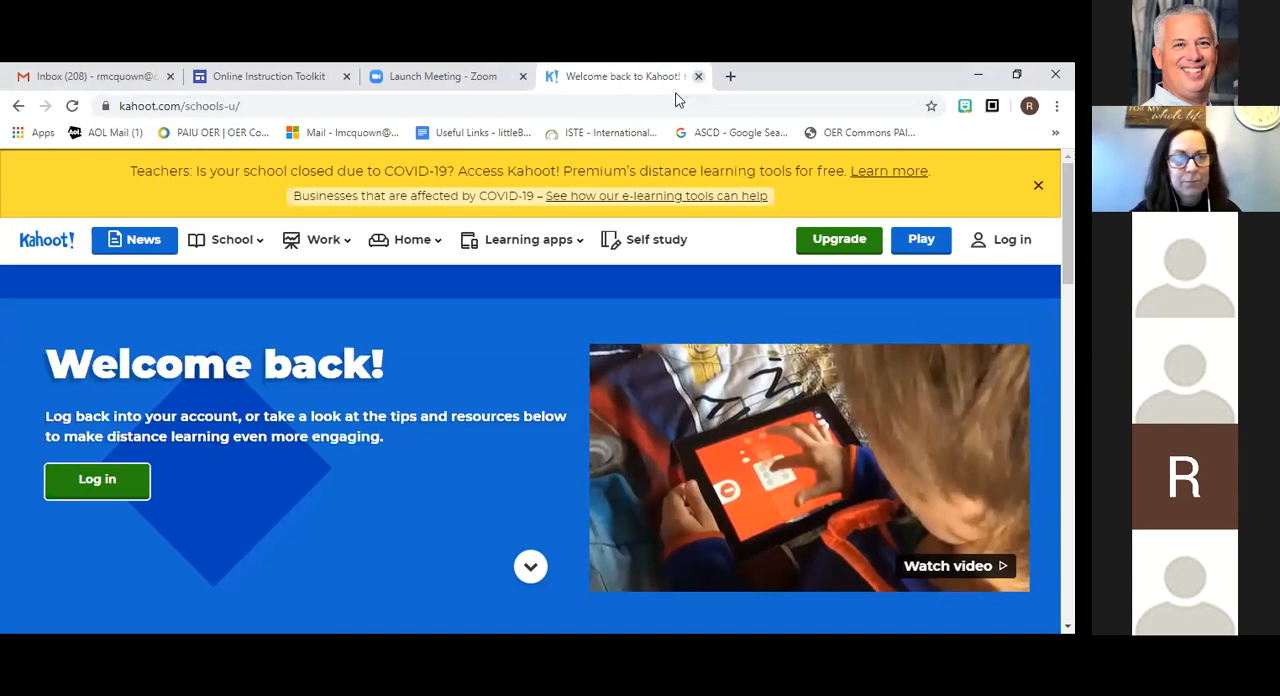 Inbox (208) - rmcquown@c
Online Instruction Toolkit
Launch Meeting - Zoom
K! Welcome back to Kahoot!
kahoot.com/schools-u/
R
Apps
AOL Mail (1)
PAIU OER | OER Co...
Mail - lmcquown@...
Useful Links - littleB...
ISTE - Internationa...
ASCD - Google Sea...
OER Commons PAI...
Teachers: Is your school closed due to COVID-19? Access Kahoot! Premium's distance learning tools for free. Learn more.
Businesses that are affected by COVID-19 – See how our e-learning tools can help
Kahoot!
News
School
Work
Home
Learning apps
Self study
Upgrade
Play
Log in
Welcome back!
Log back into your account, or take a look at the tips and resources below
to make distance learning even more engaging.
Log in
Watch video
FOR MY
whole life
R